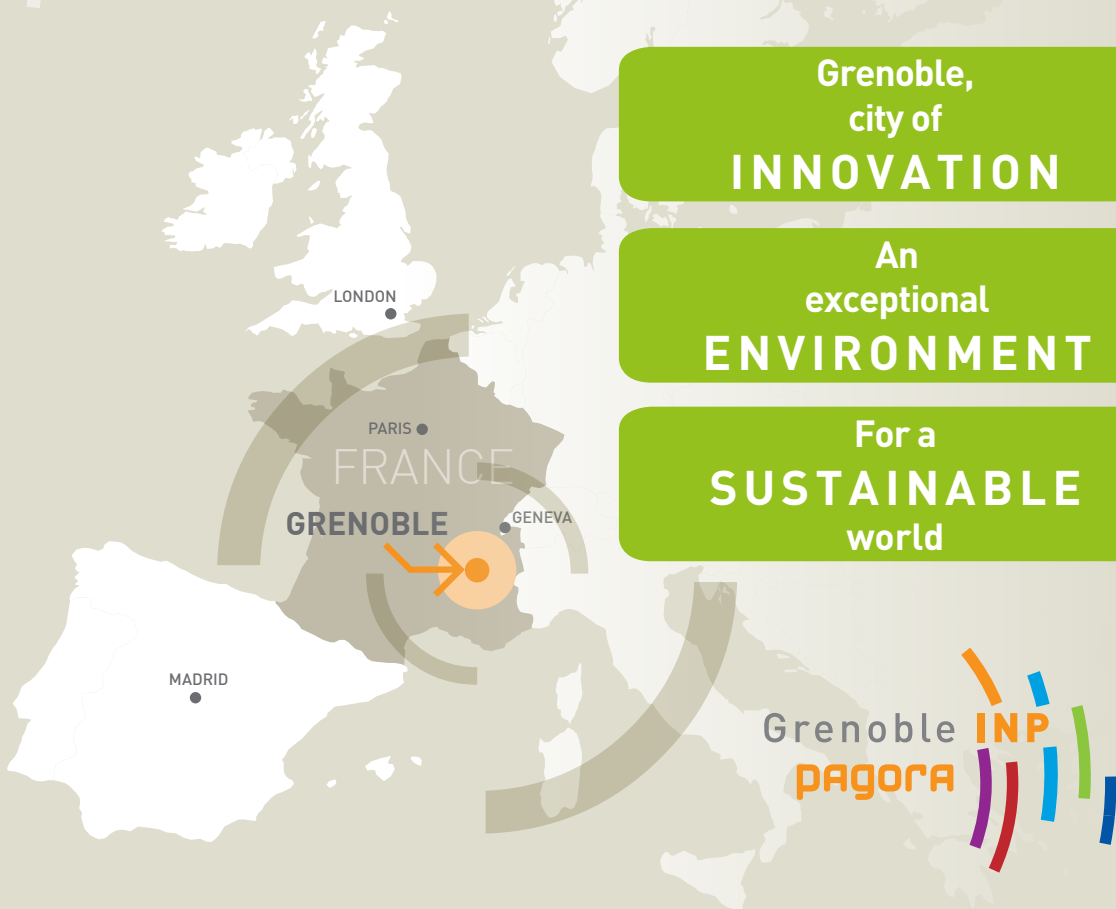 Grenoble,
city of
INNOVATION
An
exceptional
ENVIRONMENT
For a
SUSTAINABLE
world
LONDON
PARIS
FRANCE
GRENOBLE
GENEVA
MADRID
Grenoble INP
pagora